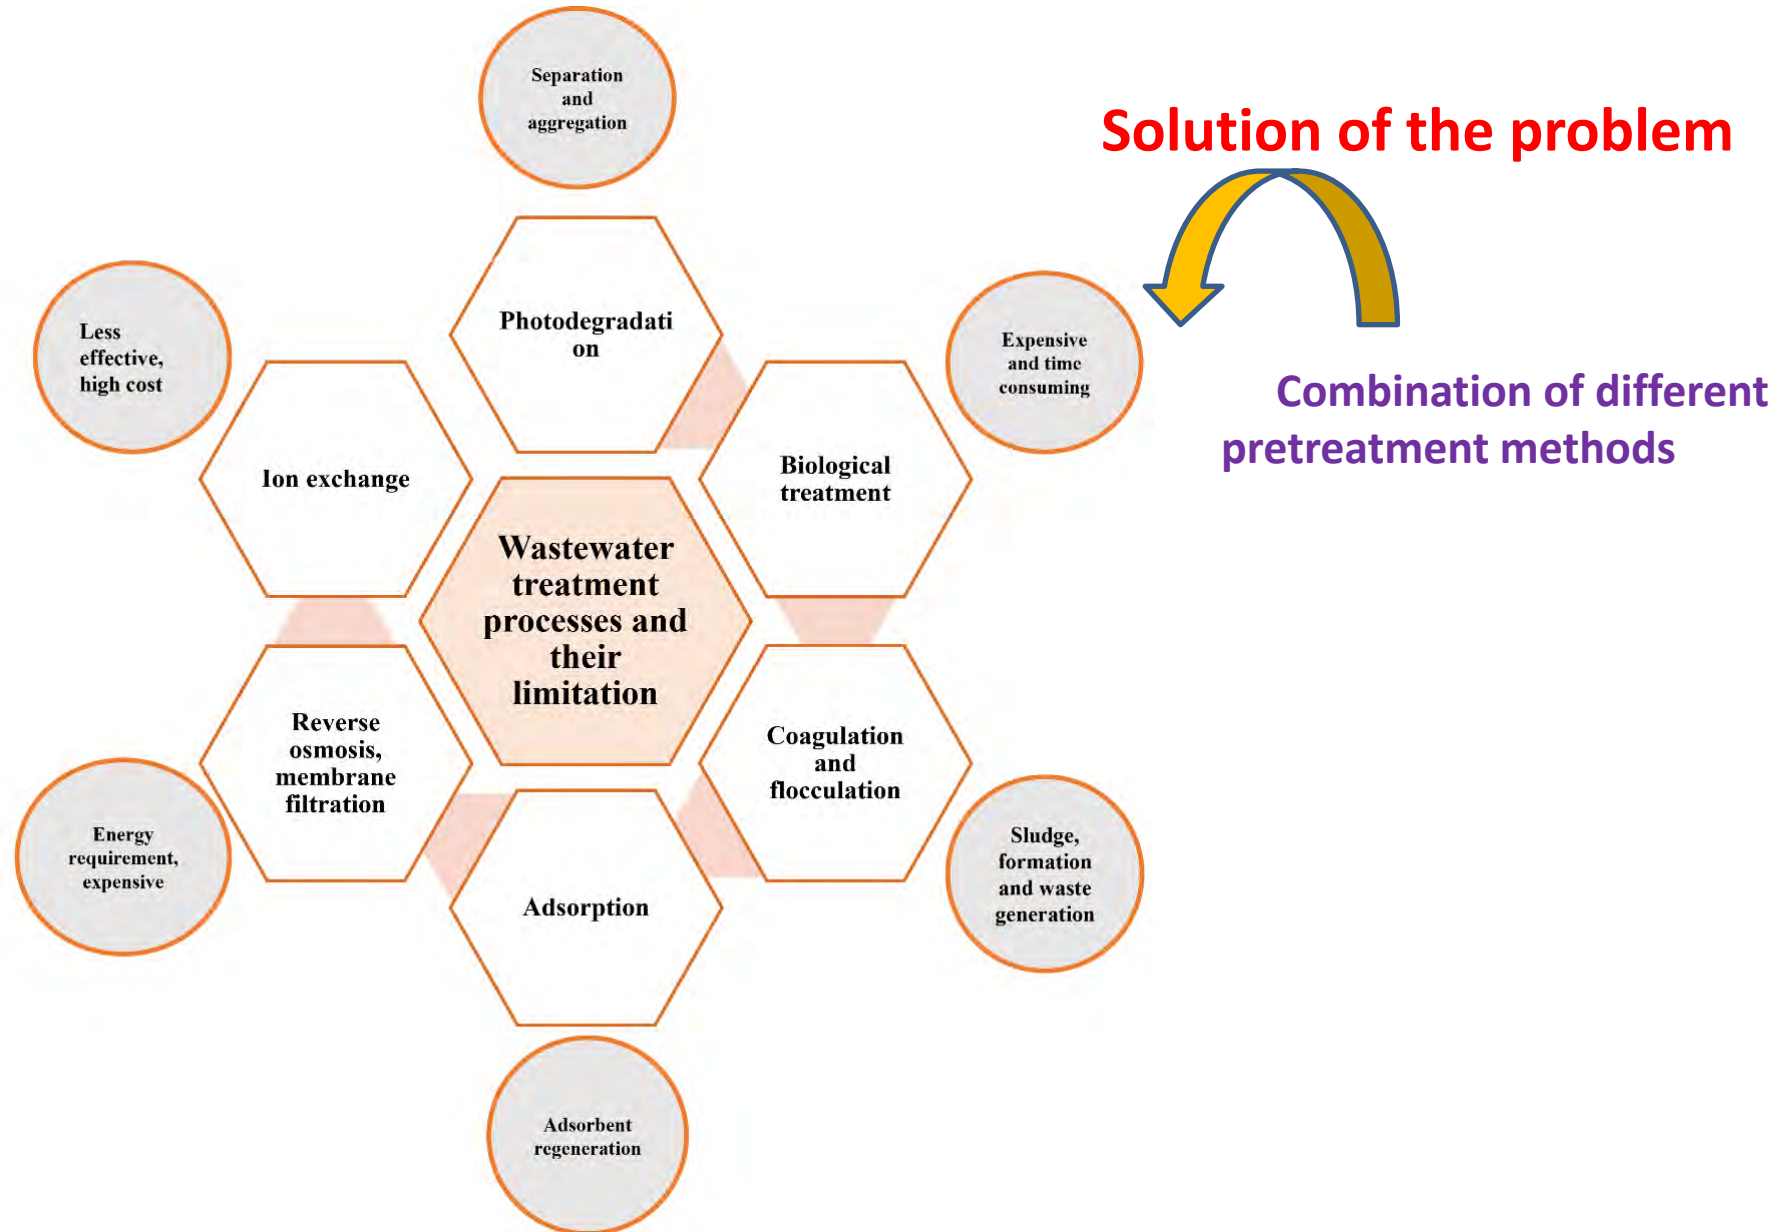 Separation
and
aggregation
Solution of the problem
Photodegradati
on
Less
effective,
high cost
Expensive
and time
consuming
Combination of different
pretreatment methods
Ion exchange
Biological
treatment
Wastewater
treatment
processes and
their
limitation
Reverse
osmosis,
membrane
filtration
Coagulation
and
flocculation
Energy
requirement,
expensive
Sludge,
formation
and waste
generation
Adsorption
Adsorbent
regeneration